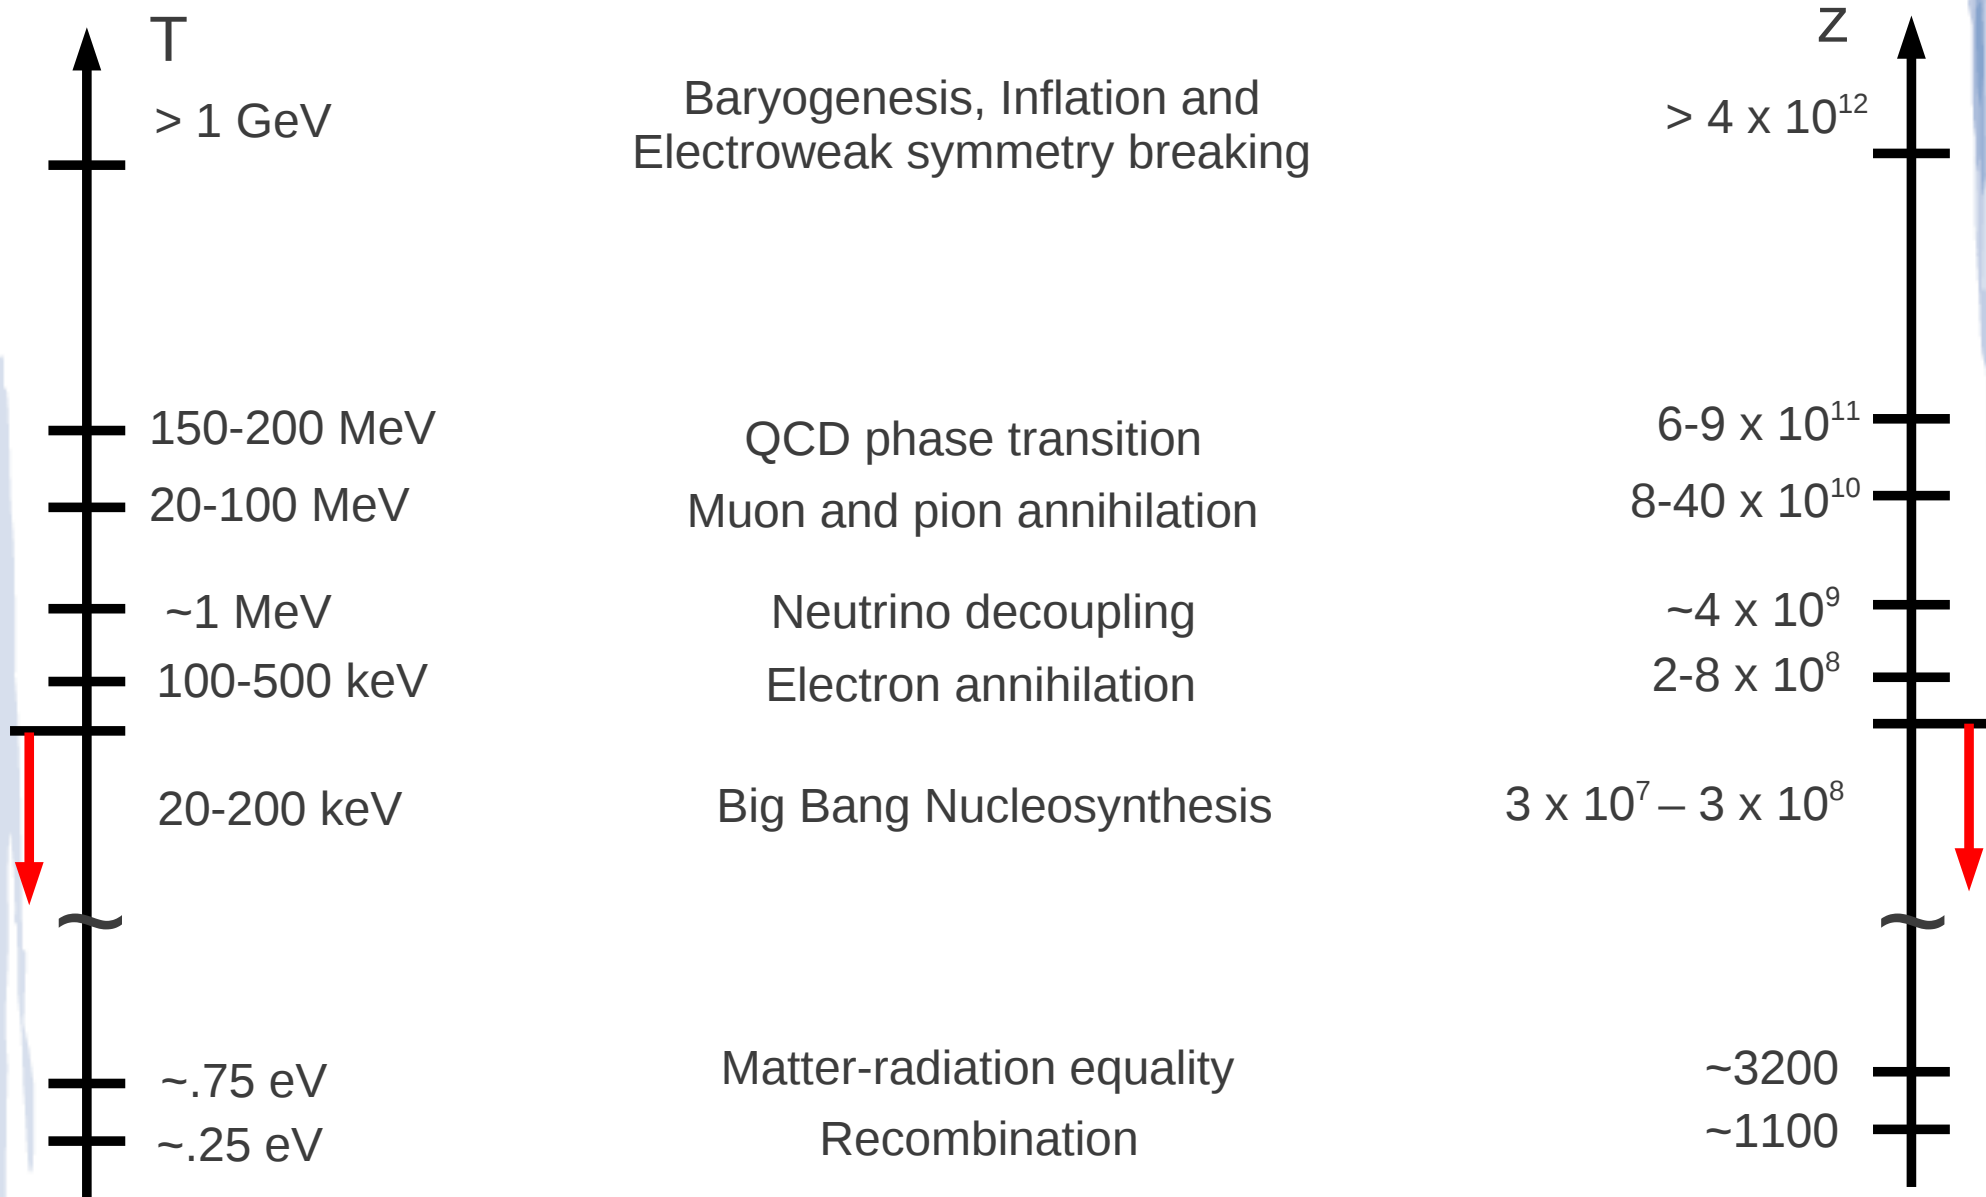 T z
> 1 GeV Baryogenesis, Inflation and > 4 x 10¹²
Electroweak symmetry breaking
150-200 MeV QCD phase transition 6-9 x 10¹¹
20-100 MeV Muon and pion annihilation 8-40 x 10¹⁰
~1 MeV Neutrino decoupling ~4 x 10⁹
100-500 keV Electron annihilation 2-8 x 10⁸
20-200 keV Big Bang Nucleosynthesis 3 x 10⁷ – 3 x 10⁸
~ ~
~.75 eV Matter-radiation equality ~3200
~.25 eV Recombination ~1100